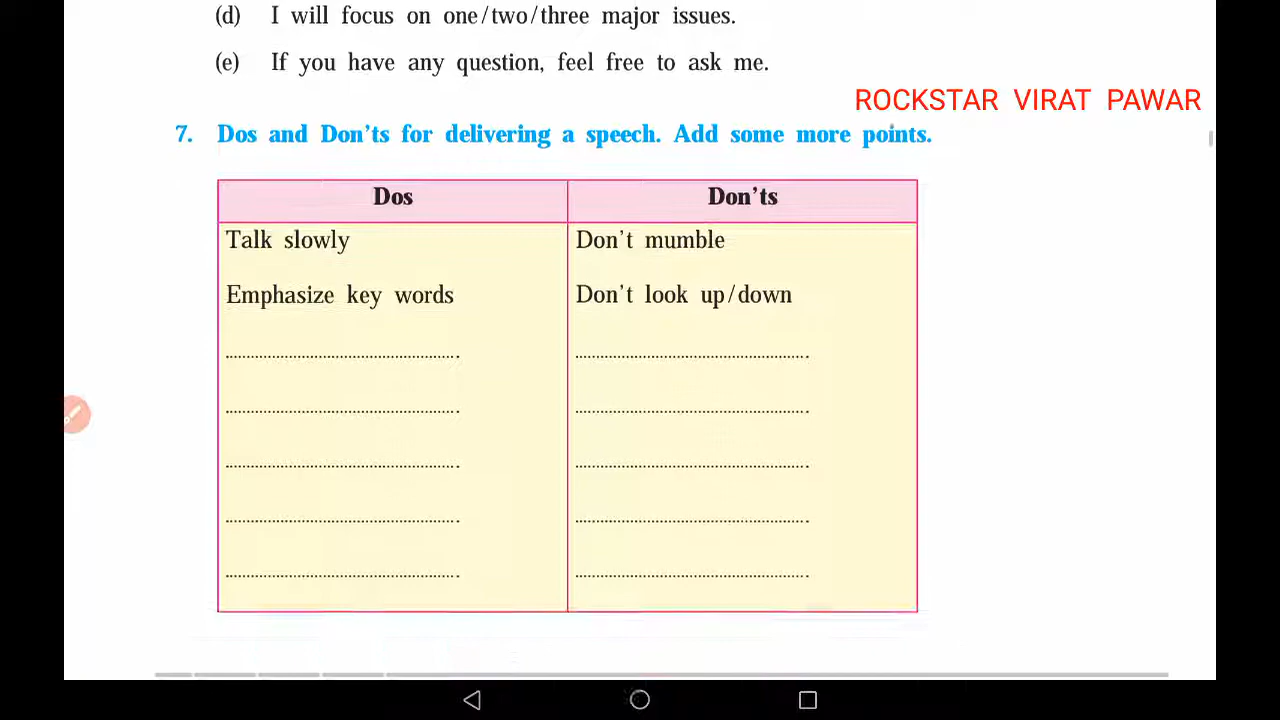 (d) I will focus on one/two/three major issues.
(e) If you have any question, feel free to ask me.
ROCKSTAR VIRAT PAWAR
7. Dos and Don'ts for delivering a speech. Add some more points.
Dos Don'ts
Talk slowly Don't mumble
Emphasize key words Don't look up/down